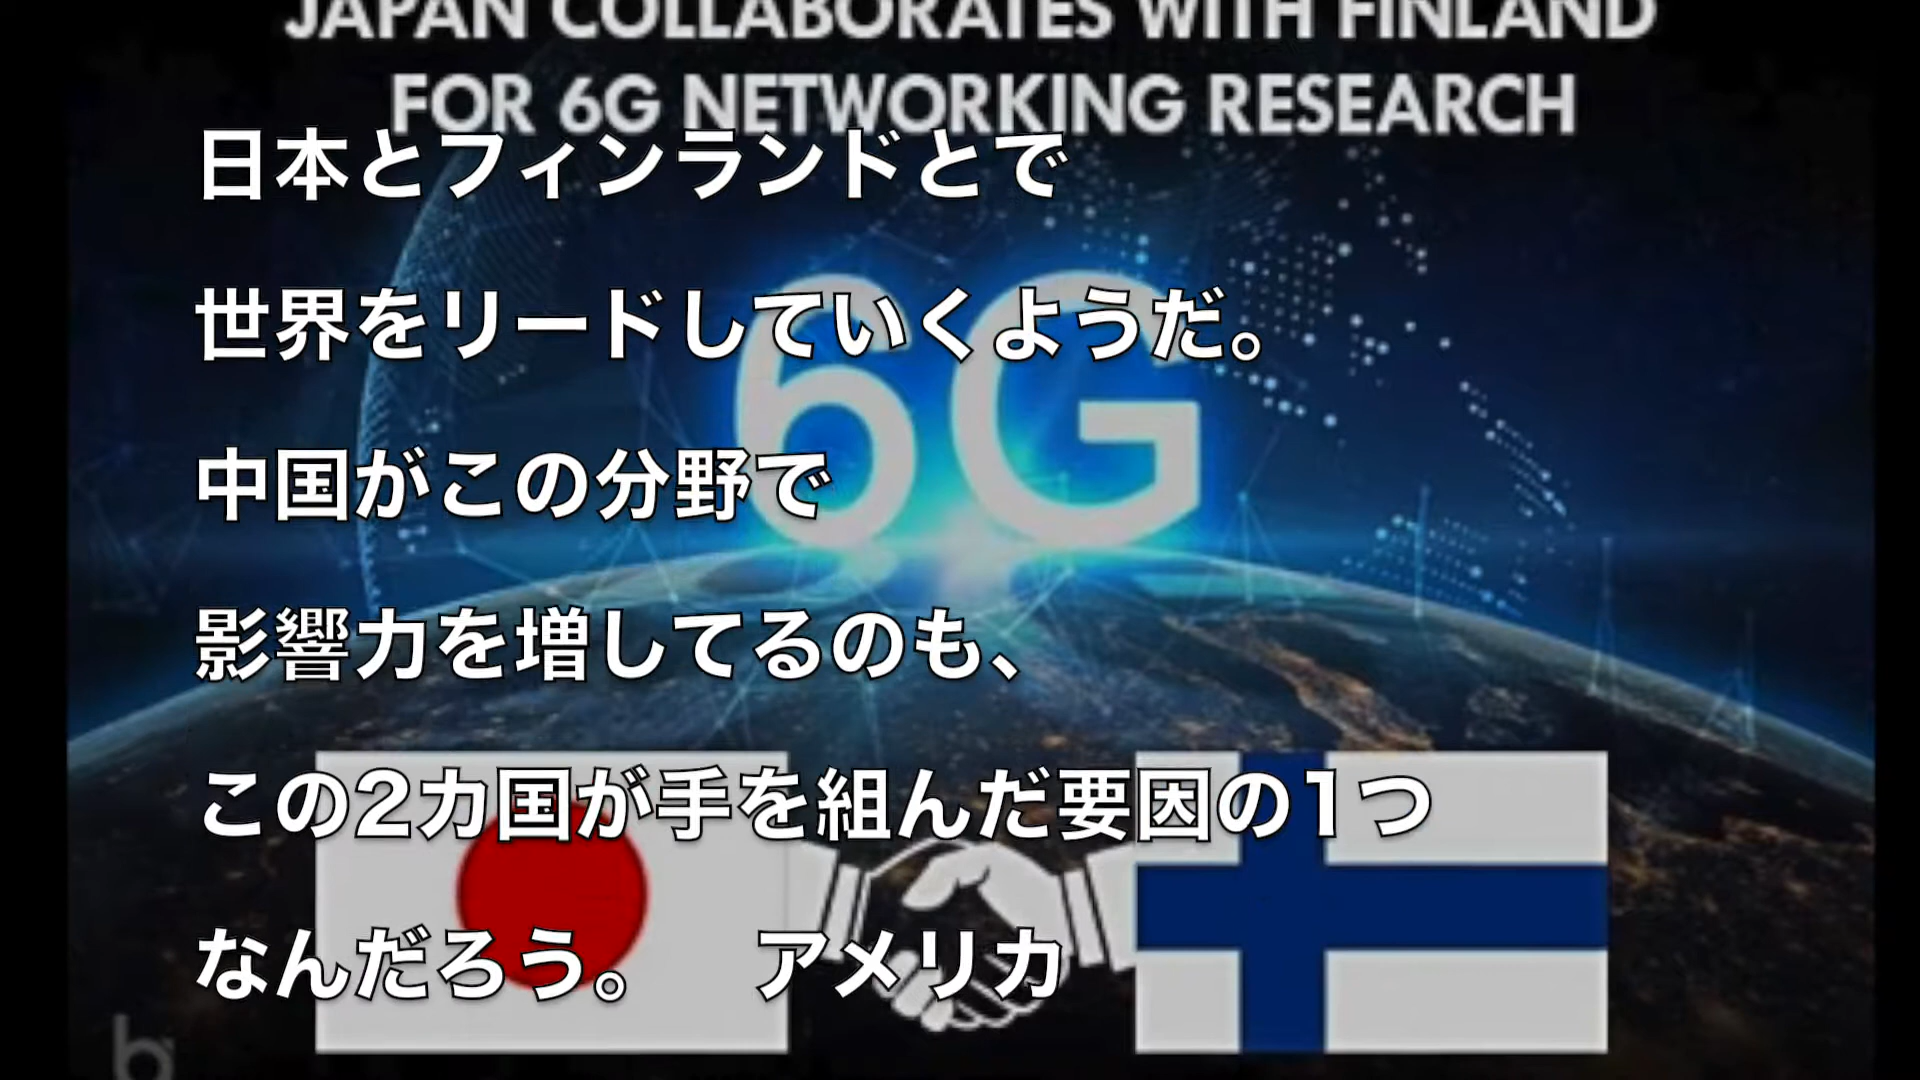 JAPAN COLLABORATES WITH FINLAND
FOR 6G NETWORKING RESEARCH
日本とフィンランドとで
世界をリードしていくようだ。
6G
中国がこの分野で
影響力を増してるのも、
この2カ国が手を組んだ要因の1つ
なんだろう。　アメリカ
b